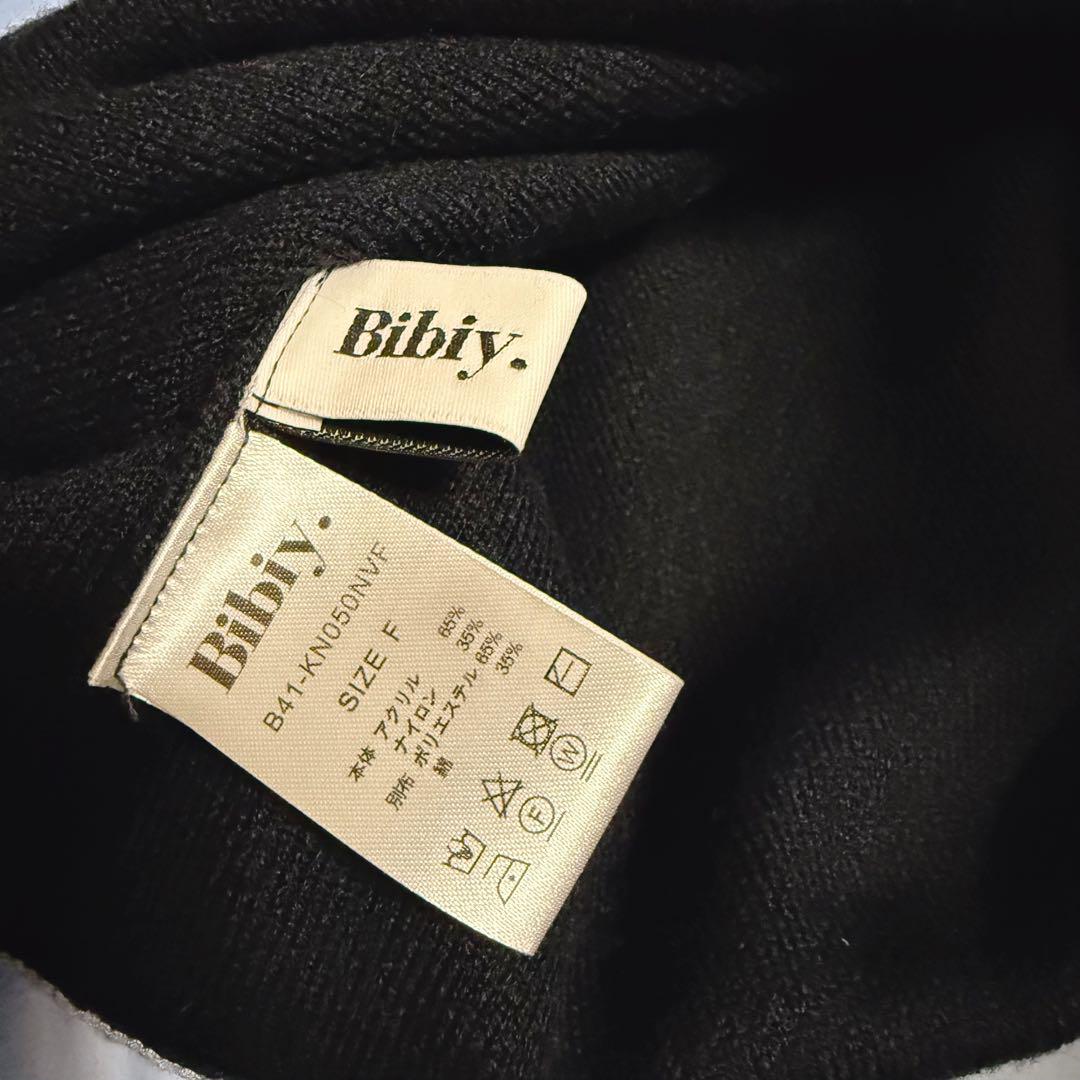 Bibiy.
Bibiy.
B41-KN050NVF
SIZE F
本体 アクリル 65%
ナイロン 35%
別布 ポリエステル 65%
綿 35%
W
F